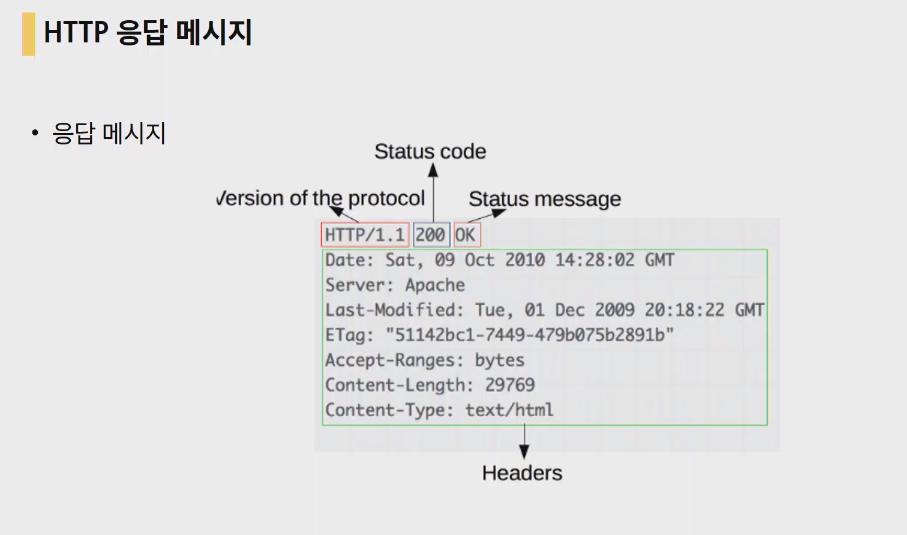 HTTP 응답 메시지
• 응답 메시지
Status code
Version of the protocol
Status message
HTTP/1.1 200 OK
Date: Sat, 09 Oct 2010 14:28:02 GMT
Server: Apache
Last-Modified: Tue, 01 Dec 2009 20:18:22 GMT
ETag: "51142bc1-7449-479b075b2891b"
Accept-Ranges: bytes
Content-Length: 29769
Content-Type: text/html
Headers